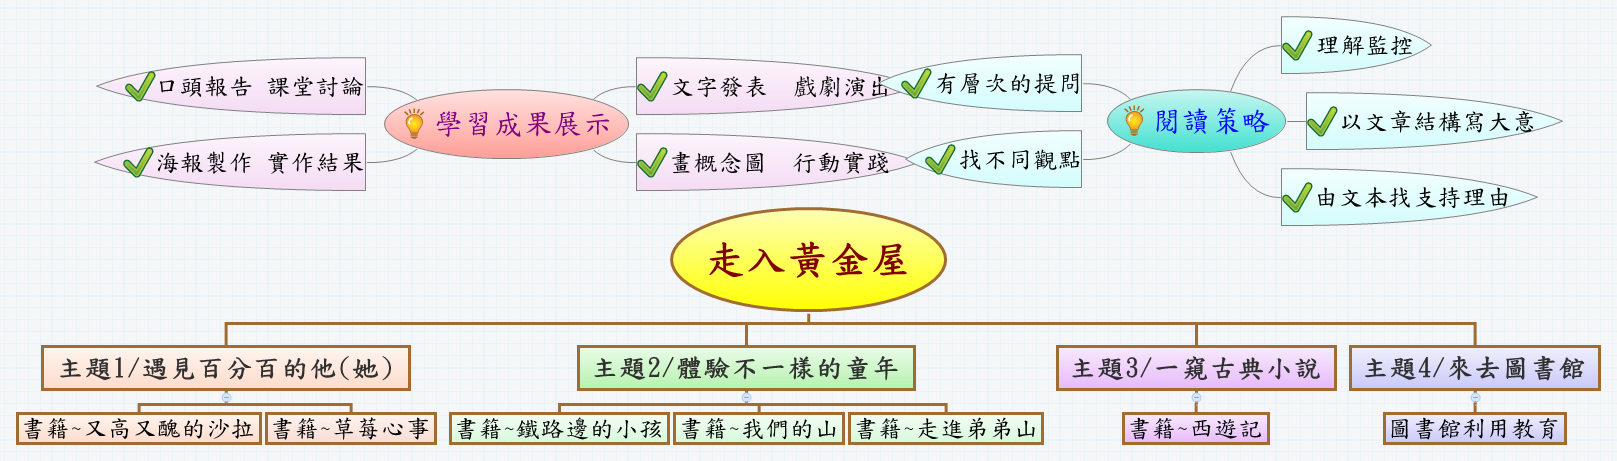 理解監控
口頭報告 課堂討論
文字發表 戲劇演出
有層次的提問
學習成果展示
閱讀策略
以文章結構寫大意
海報製作 實作結果
畫概念圖 行動實踐
找不同觀點
由文本找支持理由
走入黃金屋
主題1/遇見百分百的他(她)
主題2/體驗不一樣的童年
主題3/一窺古典小說
主題4/來去圖書館
書籍~又高又醜的沙拉
書籍~草莓心事
書籍~鐵路邊的小孩
書籍~我們的山
書籍~走進弟弟山
書籍~西遊記
圖書館利用教育